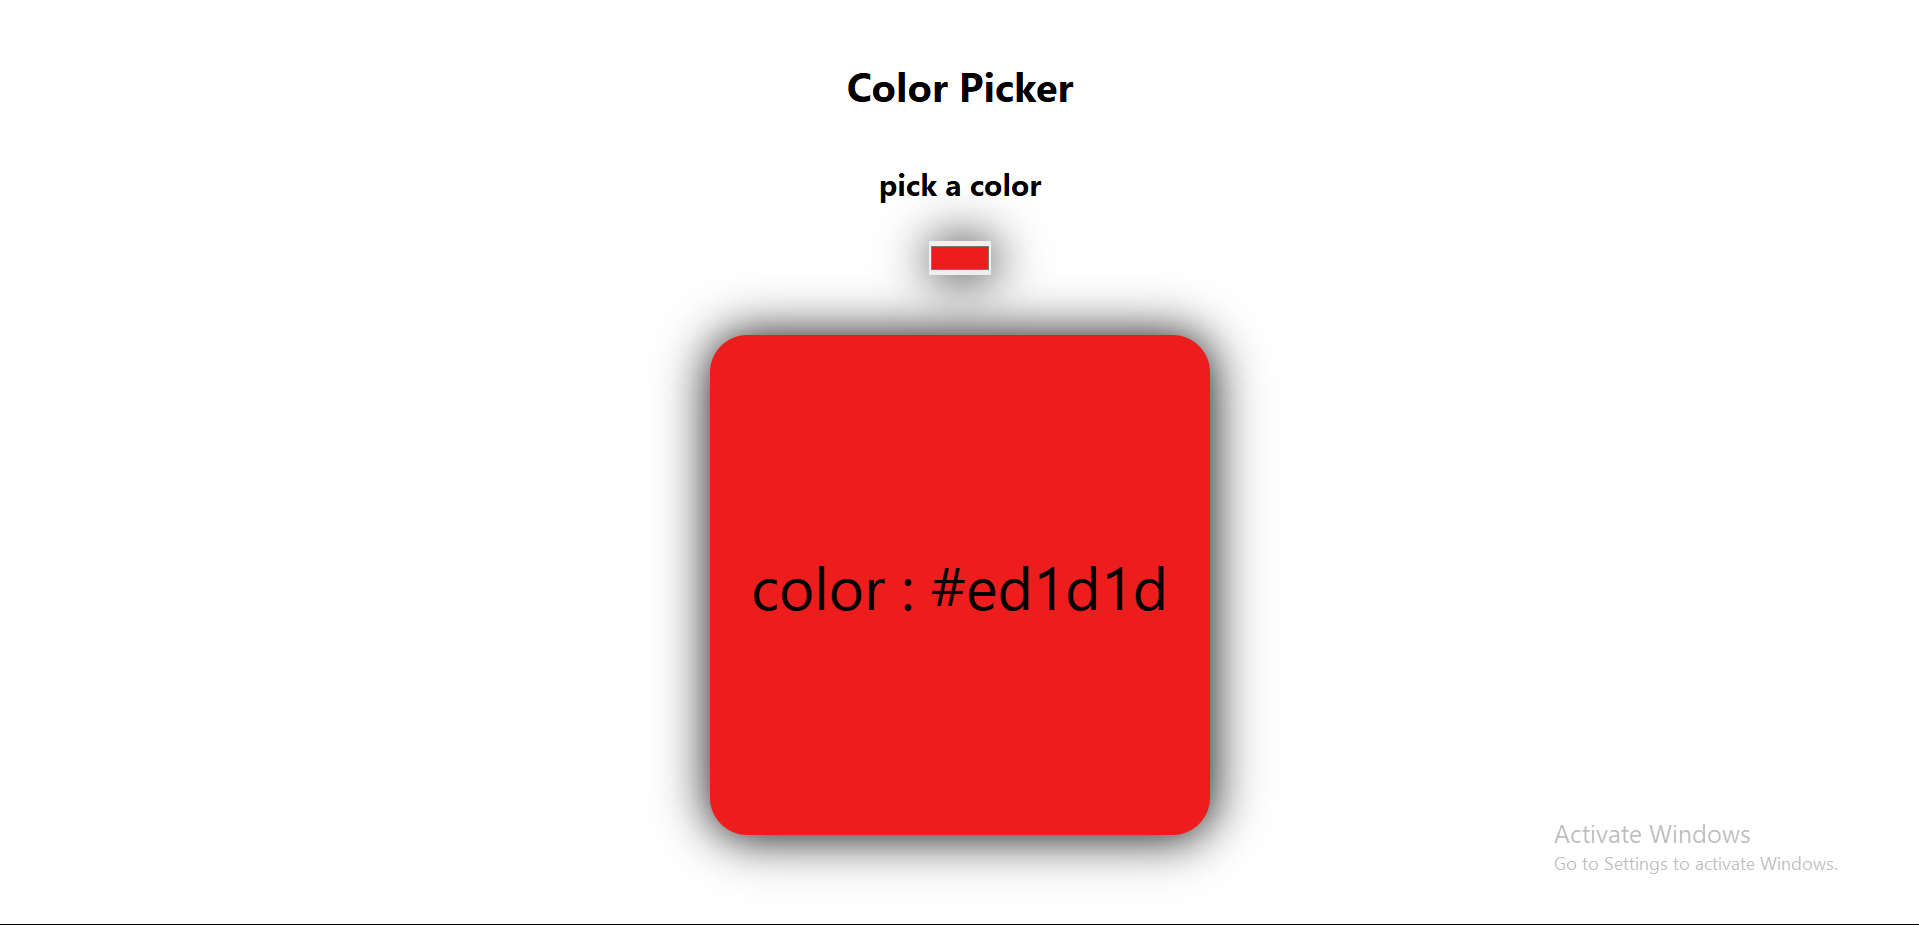 Color Picker
pick a color
color : #ed1d1d
Activate Windows
Go to Settings to activate Windows.